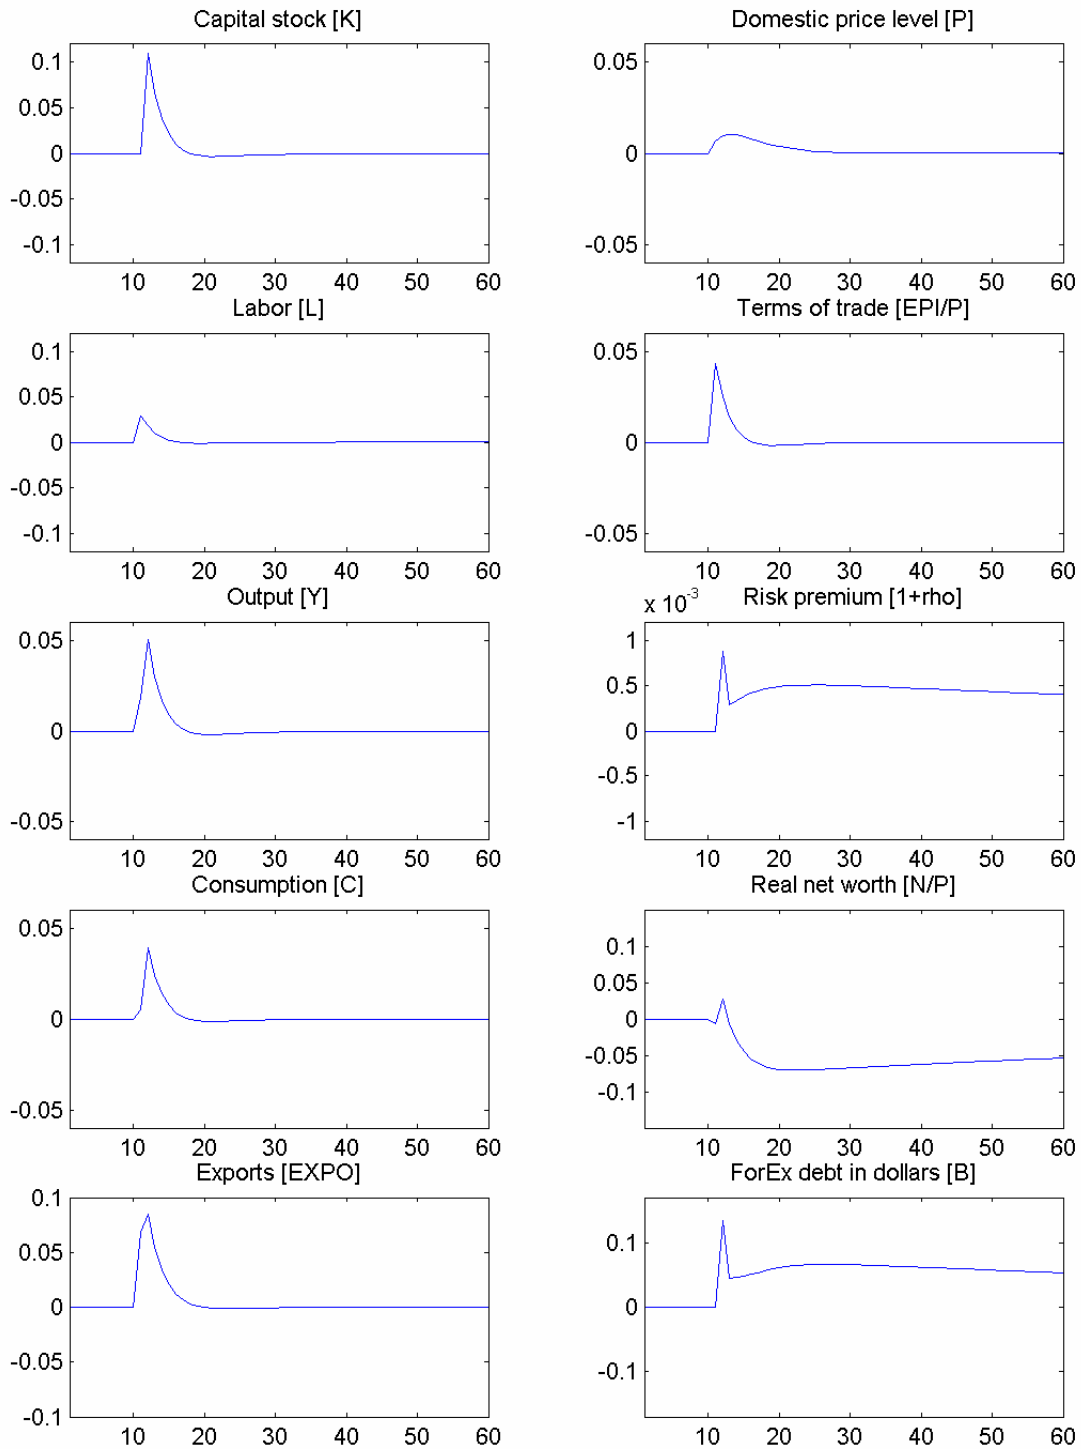 Capital stock [K]
0.1
0.05
0
-0.05
-0.1
10 20 30 40 50 60
Domestic price level [P]
0.05
0
-0.05
10 20 30 40 50 60
Labor [L]
0.1
0.05
0
-0.05
-0.1
10 20 30 40 50 60
Terms of trade [EPI/P]
0.05
0
-0.05
10 20 30 40 50 60
Output [Y]
0.05
0
-0.05
10 20 30 40 50 60
x 10-3
Risk premium [1+rho]
1
0.5
0
-0.5
-1
10 20 30 40 50 60
Consumption [C]
0.05
0
-0.05
10 20 30 40 50 60
Real net worth [N/P]
0.1
0.05
0
-0.05
-0.1
10 20 30 40 50 60
Exports [EXPO]
0.1
0.05
0
-0.05
-0.1
10 20 30 40 50 60
ForEx debt in dollars [B]
0.1
0
-0.1
10 20 30 40 50 60